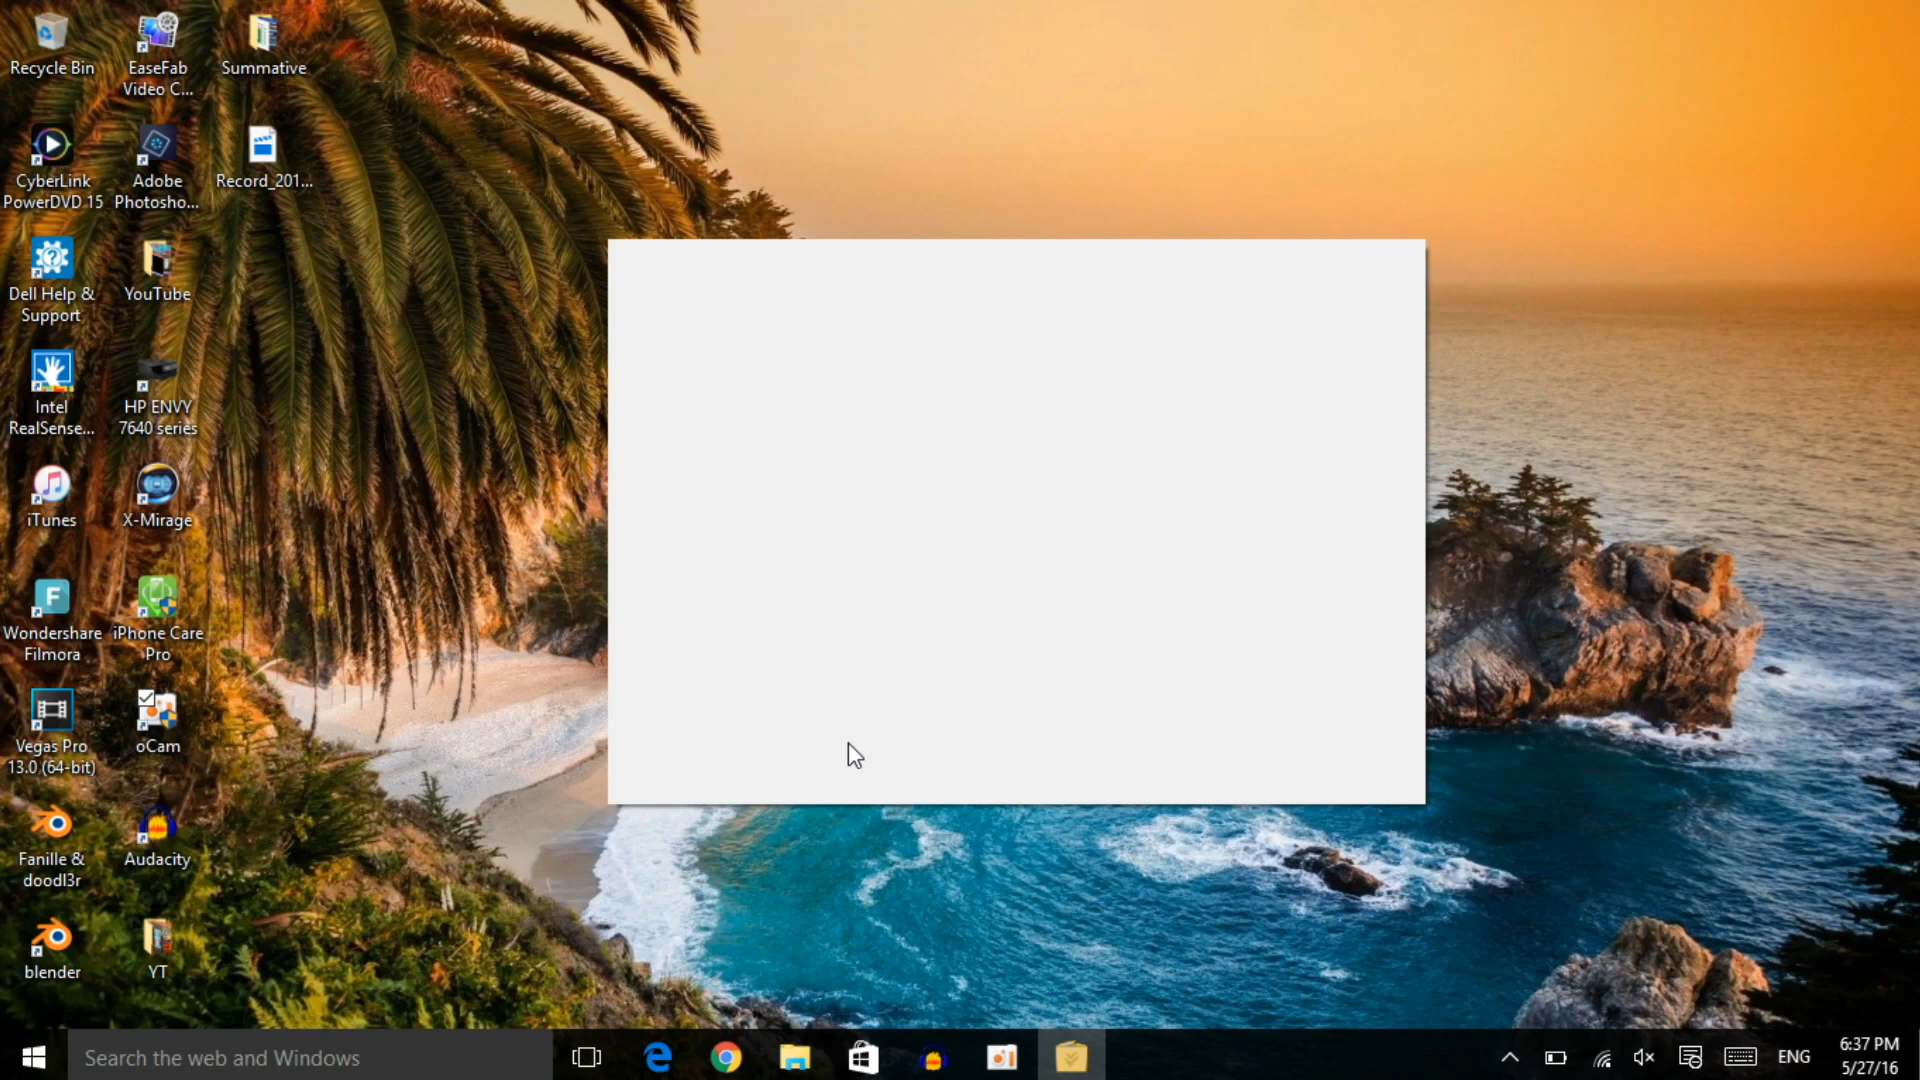 Recycle Bin
EaseFab
Video C...
Summative
CyberLink
PowerDVD 15
Adobe
Photosho...
Record_201...
Dell Help &
Support
YouTube
Intel
RealSense...
HP ENVY
7640 series
iTunes
X-Mirage
Wondershare
Filmora
iPhone Care
Pro
Vegas Pro
13.0 (64-bit)
oCam
Fanille &
doodl3r
Audacity
blender
YT
Search the web and Windows
ENG
6:37 PM
5/27/16